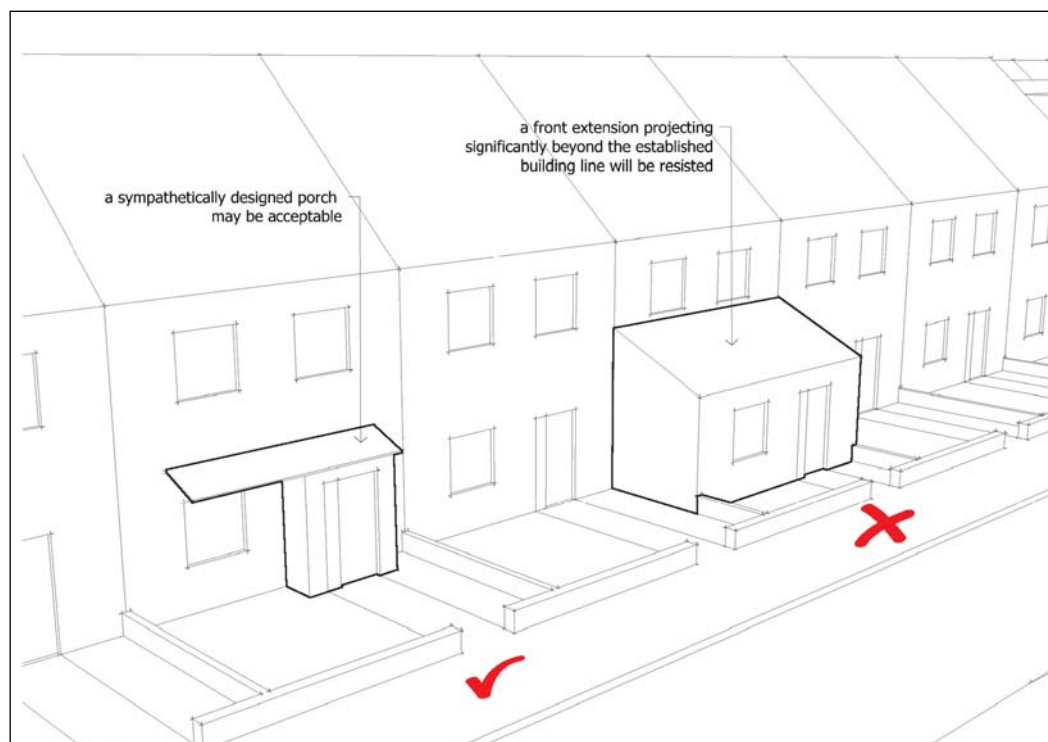 a front extension projecting
significantly beyond the established
building line will be resisted
a sympathetically designed porch
may be acceptable